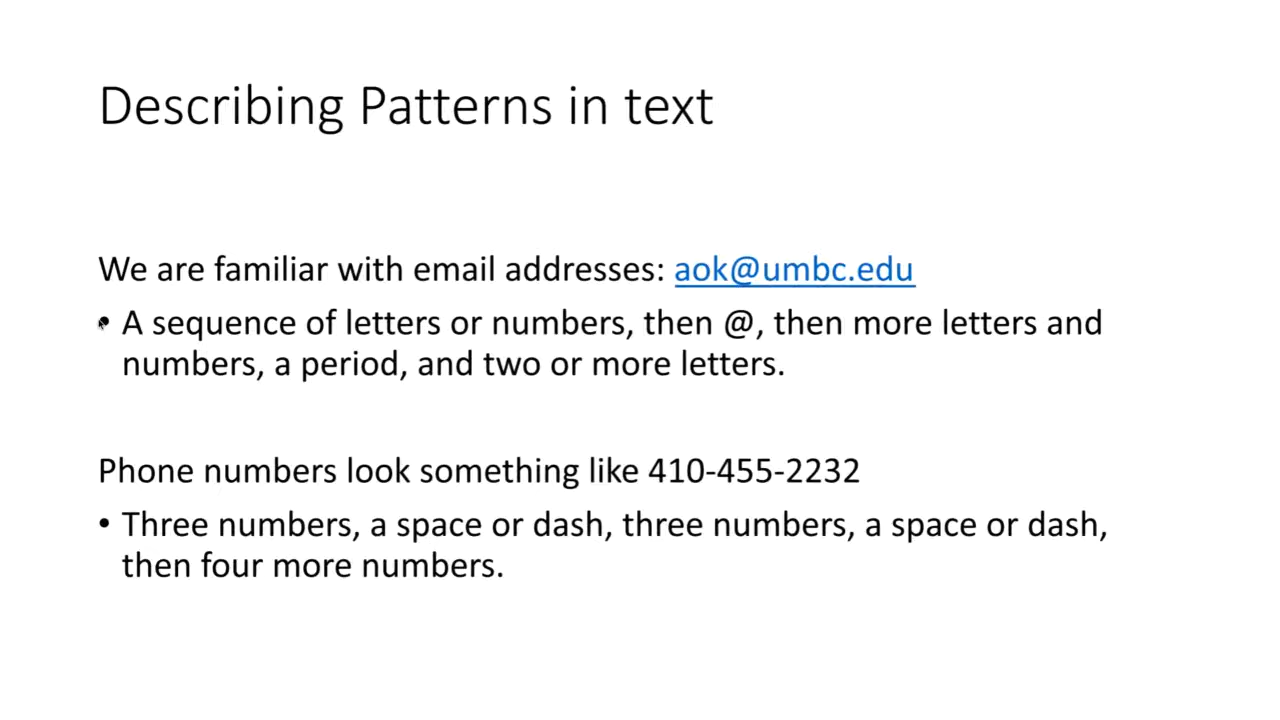 Describing Patterns in text
We are familiar with email addresses: aok@umbc.edu
• A sequence of letters or numbers, then @, then more letters and
numbers, a period, and two or more letters.
Phone numbers look something like 410-455-2232
• Three numbers, a space or dash, three numbers, a space or dash,
then four more numbers.